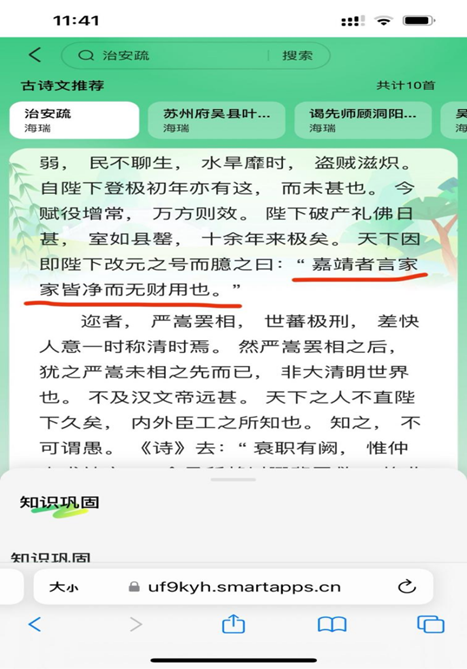 11:41
治安疏 搜索
古诗文推荐 共计10首
治安疏 苏州府吴县叶... 谒先师顾洞阳...
海瑞 海瑞 海瑞
弱， 民不聊生， 水旱靡时， 盗贼滋炽。
自陛下登极初年亦有这， 而未甚也。 今
赋役增常， 万方则效。 陛下破产礼佛日
甚， 室如县罄， 十余年来极矣。 天下因
即陛下改元之号而臆之曰：“ 嘉靖者言家
家皆净而无财用也。”
迩者， 严嵩罢相， 世蕃极刑， 差快
人意一时称清时焉。 然严嵩罢相之后，
犹之严嵩未相之先而已， 非大清明世界
也。 不及汉文帝远甚。 天下之人不直陛
下久矣， 内外臣工之所知也。 知之， 不
可谓愚。 《诗》去：“ 衰职有阙， 惟仲
知识巩固
知识巩固
大小 uf9kyh.smartapps.cn